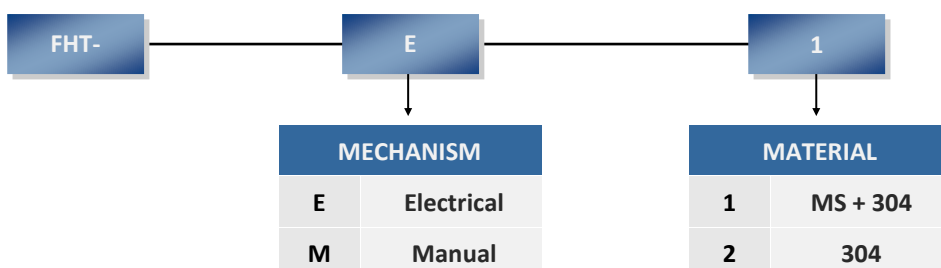 FHT- E 1
MECHANISM MATERIAL
E Electrical 1 MS + 304
M Manual 2 304